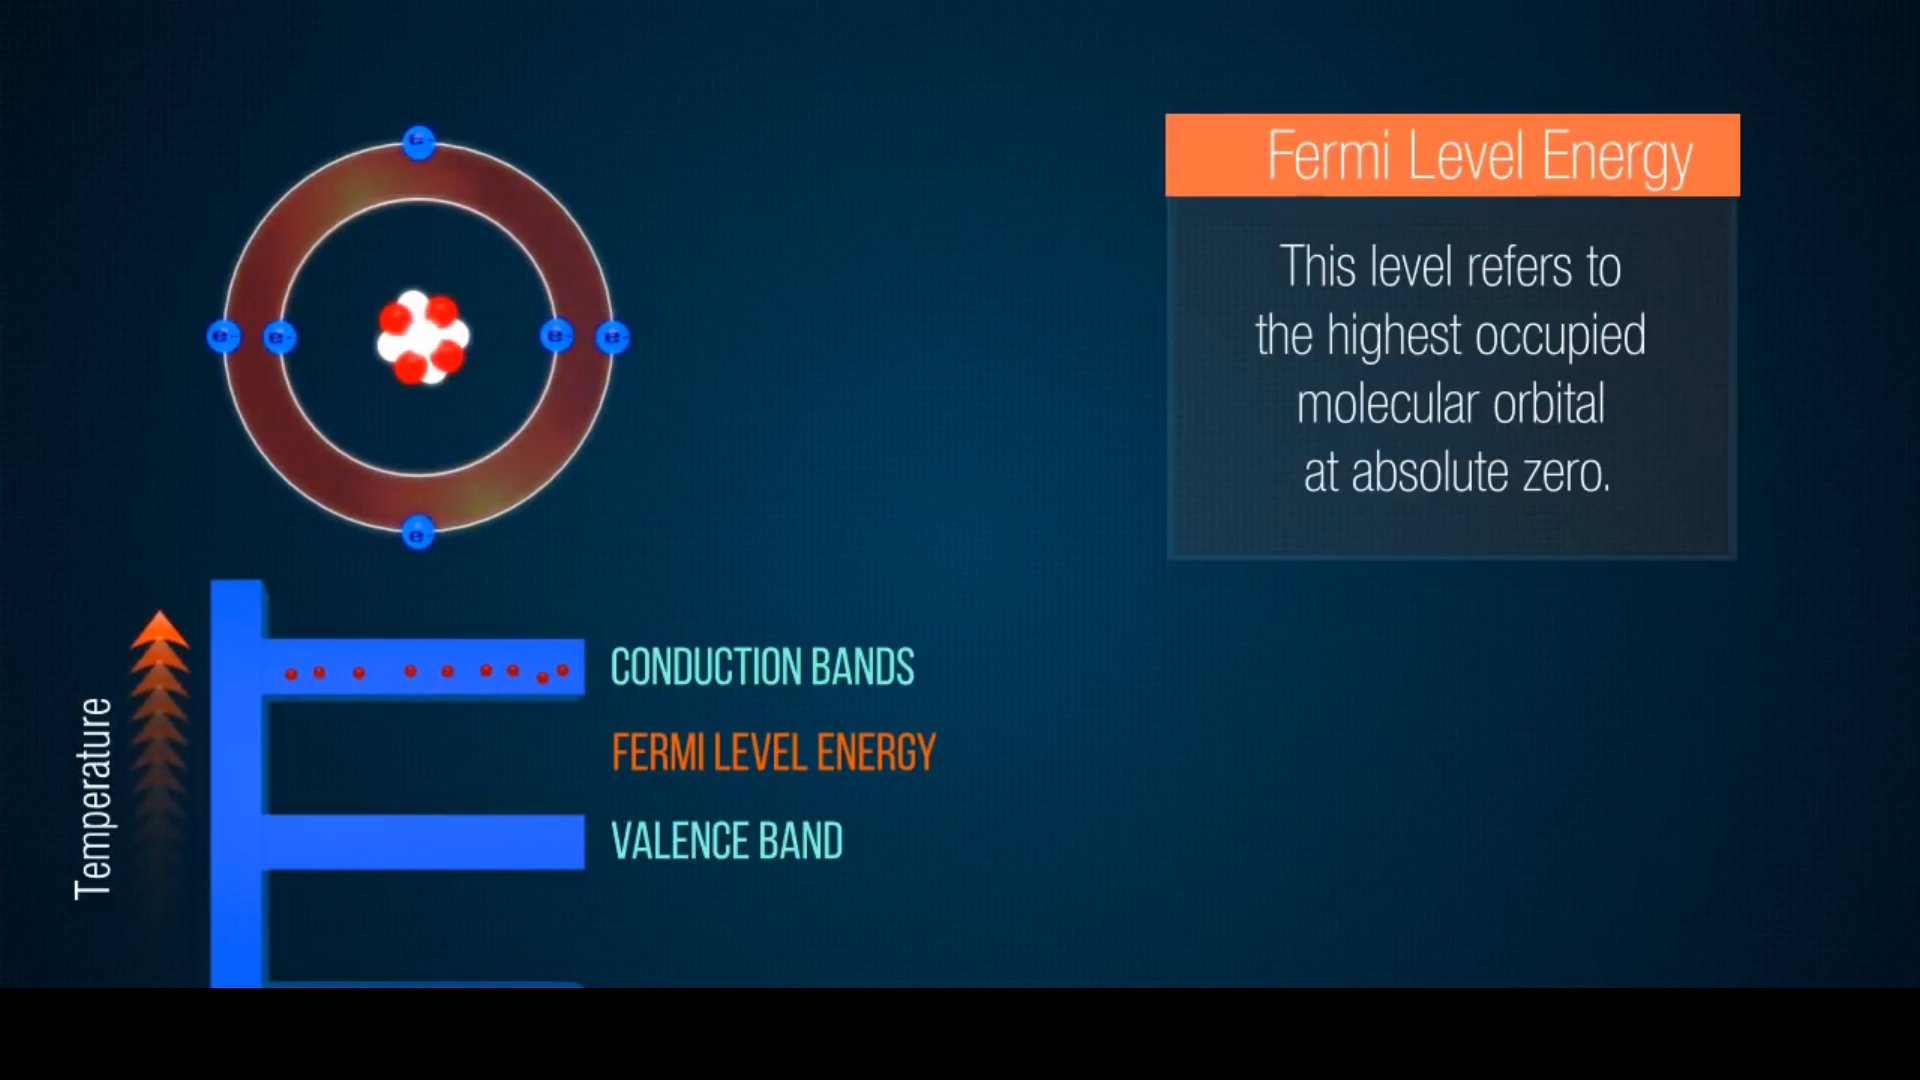 Fermi Level Energy
This level refers to
the highest occupied
molecular orbital
at absolute zero.
e-
e-
e-
e-
e-
e-
CONDUCTION BANDS
FERMI LEVEL ENERGY
VALENCE BAND
Temperature